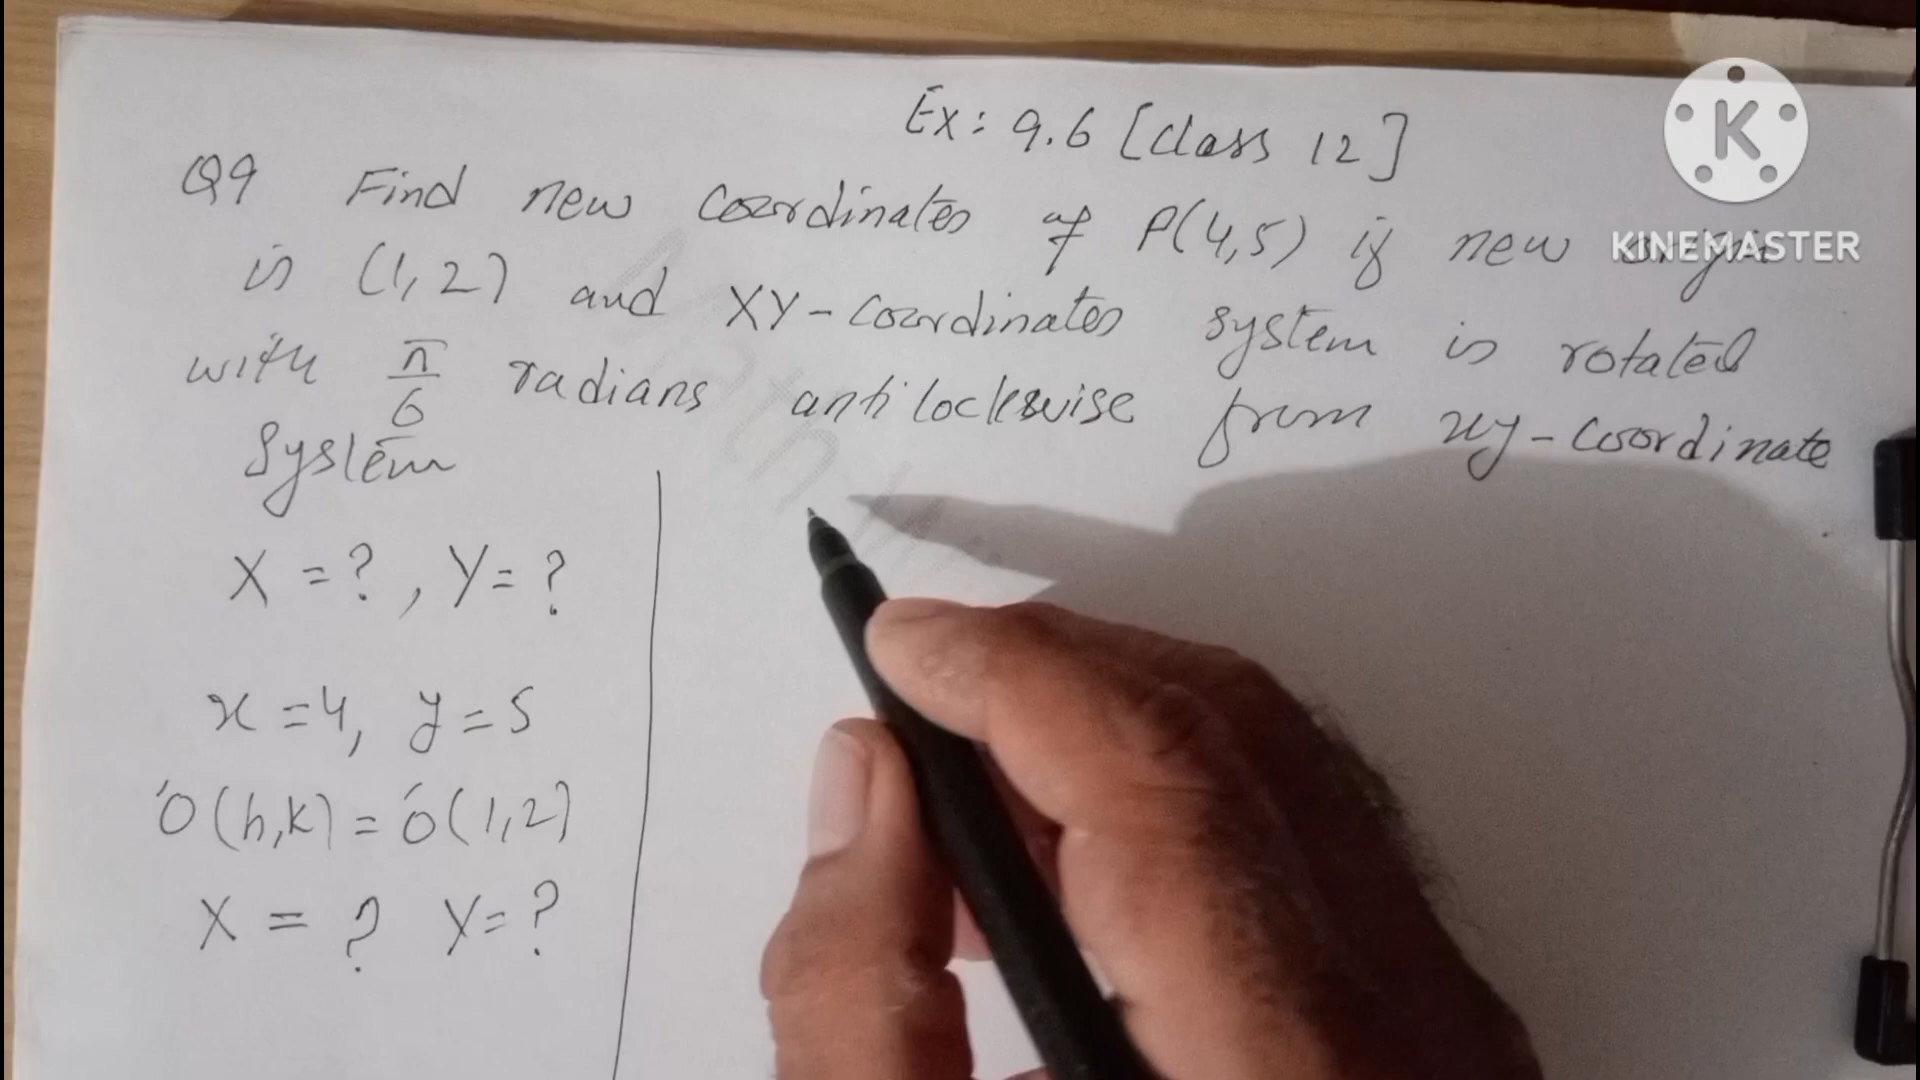 Ex: 9.6 [Class 12]
Q9 Find new coordinates of P(4,5) if new origin
is (1,2) and XY-coordinates system is rotated
with π/6 radians anticlockwise from xy-coordinate
System
X = ? , Y = ?
x = 4, y = 5
O'(h,k) = O'(1,2)
X = ? Y = ?
K
KINEMASTER